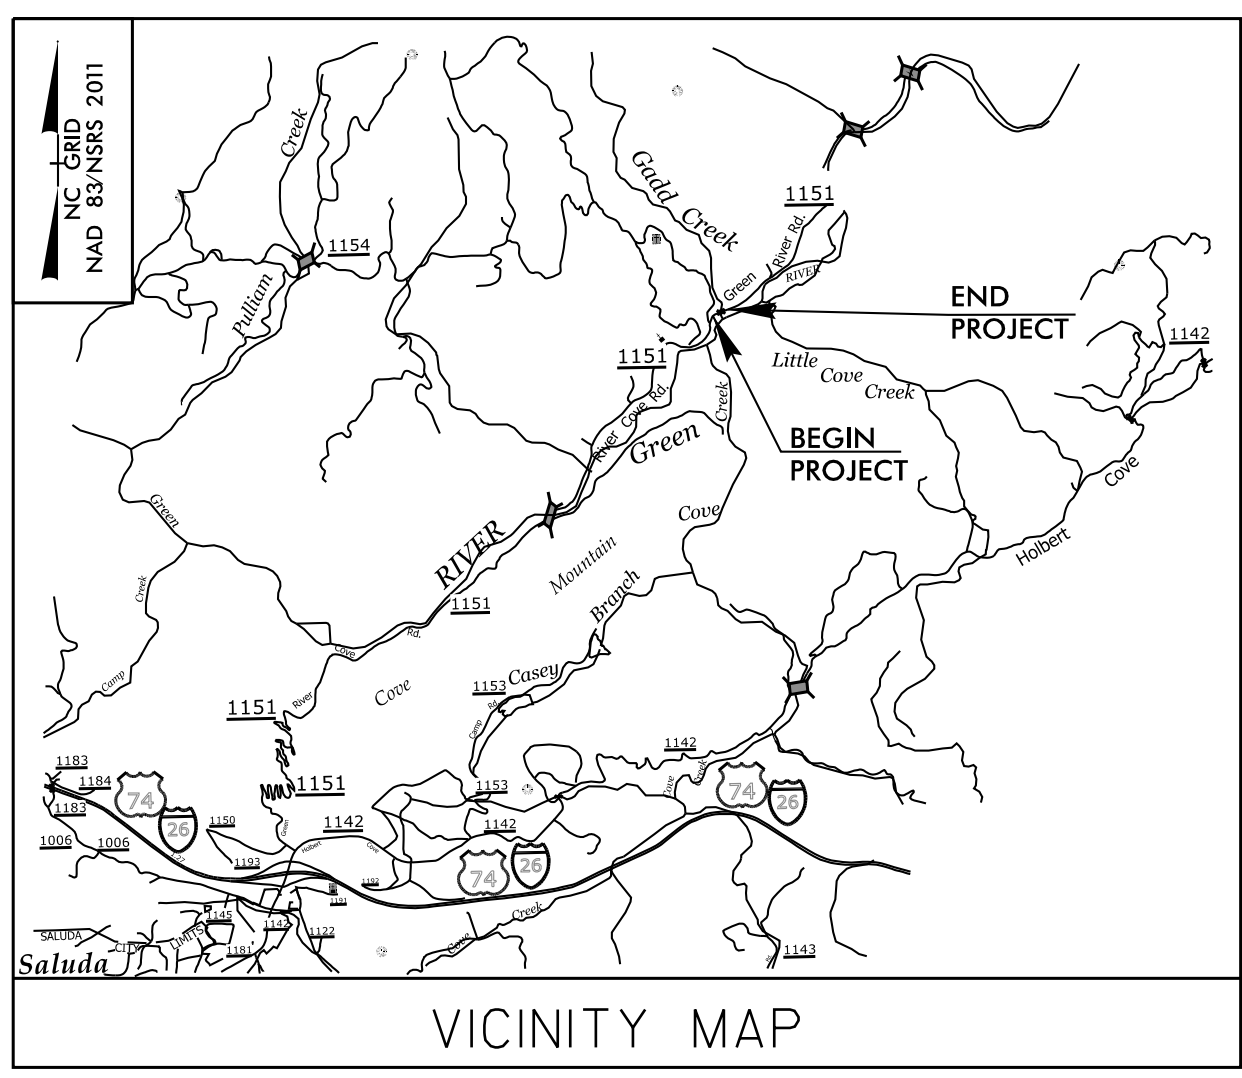 NC GRID
NAD 83/NSRS 2011
Creek
Gadd Creek
1151
1154
River Rd.
Green
RIVER
Pulliam
END
PROJECT
1142
1151
Little
Cove
Creek
Creek
River Cove Rd.
Green
BEGIN
PROJECT
Cove
Green
Cove
RIVER
Mountain
Holbert
Creek
Branch
1151
Rd.
Cove
Camp
Casey
1153
Cove
River
Rd.
1151
Camp
1142
1183
1184
74
26
1183
1151
1153
Cove
Creek
74
26
1150
Green
1142
1142
1006
1006
I-27
Holbert
Cove
1193
1192
74
26
1191
1145
Creek
1142
1122
SALUDA
CITY
LIMITS
1181
Cove
1143
Rd.
Saluda
VICINITY MAP